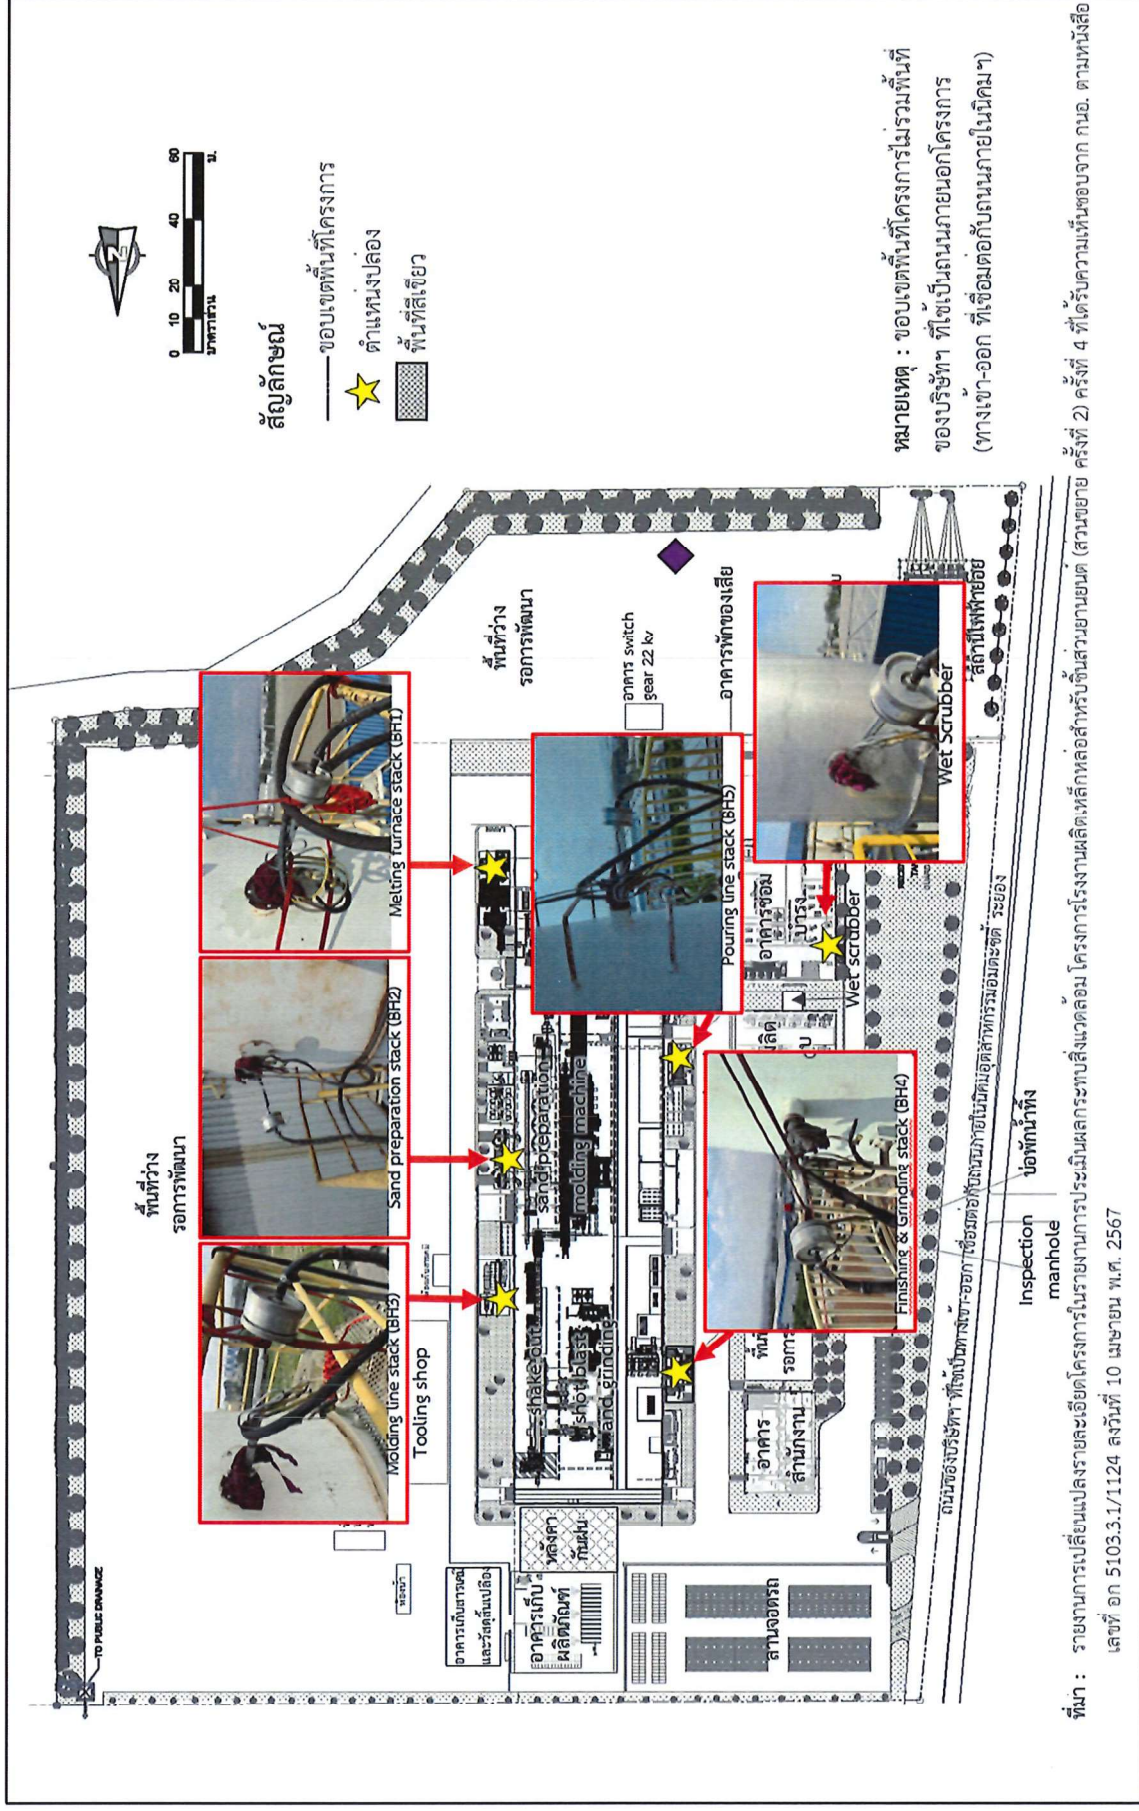 0 10 20 40 60
มาตราส่วน ม.
สัญลักษณ์
ขอบเขตพื้นที่โครงการ
ตำแหน่งปล่อง
พื้นที่สีเขียว
หมายเหตุ : ขอบเขตพื้นที่โครงการไม่รวมพื้นที่
ของบริษัทฯ ที่ใช้เป็นถนนภายนอกโครงการ
(ทางเข้า-ออก ที่เชื่อมต่อกับถนนภายในนิคมฯ)
TO PUBLIC DRAINAGE
พื้นที่ว่าง
รอการพัฒนา
Molding line stack (BH3)
Sand preparation stack (BH2)
Melting furnace stack (BH1)
พื้นที่ว่าง
รอการพัฒนา
Tooling shop
อาคารเก็บสารเคมี
และวัสดุสิ้นเปลือง
อาคารเก็บ
ผลิตภัณฑ์
หลังคา
กันฝน
shake out
shot blast
and grinding
sand preparation
molding machine
Pouring line stack (BH5)
อาคาร switch
gear 22 kv
อาคารพักของเสีย
Finishing & Grinding stack (BH4)
Wet Scrubber
อาคารซ่อม
บำรุง
Wet scrubber
สถานีไฟฟ้าย่อย
ลานจอดรถ
อาคาร
สำนักงาน
ถนนของบริษัทฯ ที่ใช้เป็นทางเข้า-ออกเชื่อมต่อกับถนนภายในนิคมอุตสาหกรรมอมตะซิตี้ ระยอง
Inspection
manhole
บ่อพักน้ำทิ้ง
ที่มา : รายงานการเปลี่ยนแปลงรายละเอียดโครงการในรายงานการประเมินผลกระทบสิ่งแวดล้อม โครงการโรงงานผลิตเหล็กหล่อสำหรับชิ้นส่วนยานยนต์ (ส่วนขยาย ครั้งที่ 2) ครั้งที่ 4 ที่ได้รับความเห็นชอบจาก กนอ. ตามหนังสือ
เลขที่ อก 5103.3.1/1124 ลงวันที่ 10 เมษายน พ.ศ. 2567